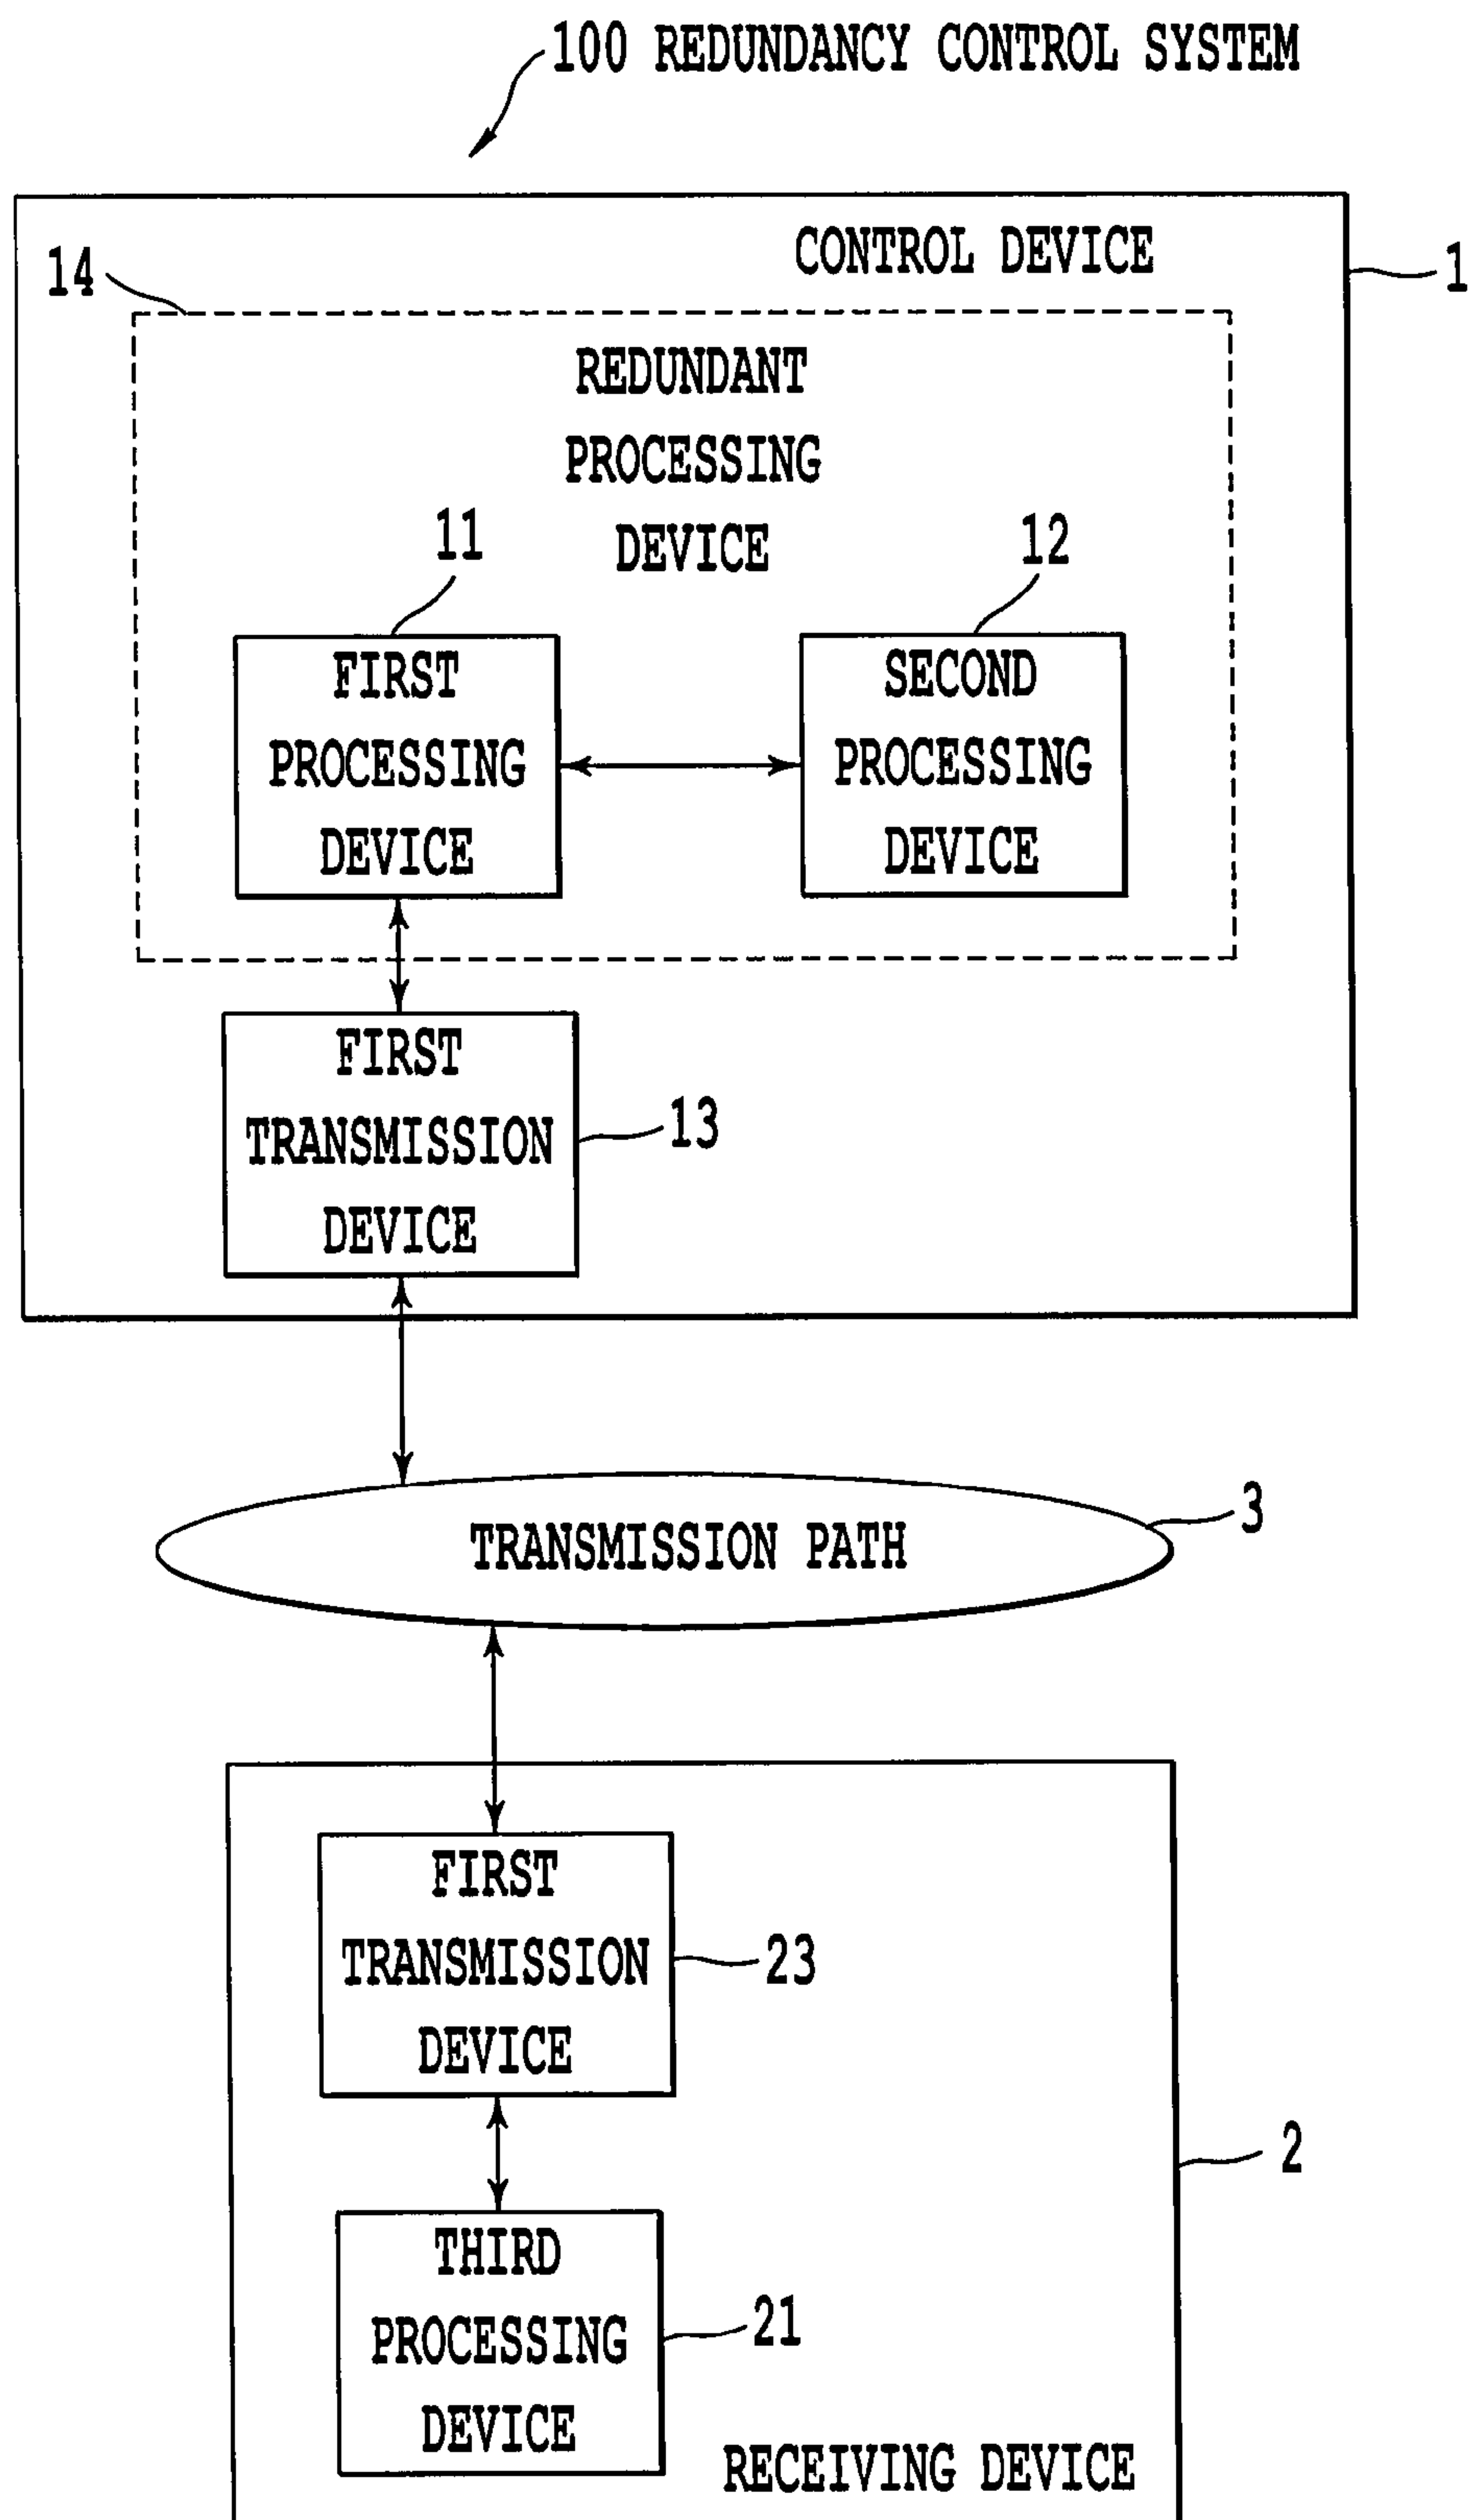 100 REDUNDANCY CONTROL SYSTEM
CONTROL DEVICE
1
14
REDUNDANT
PROCESSING
DEVICE
11
12
FIRST
PROCESSING
DEVICE
SECOND
PROCESSING
DEVICE
FIRST
TRANSMISSION
DEVICE
13
TRANSMISSION PATH
3
FIRST
TRANSMISSION
DEVICE
23
2
THIRD
PROCESSING
DEVICE
21
RECEIVING DEVICE